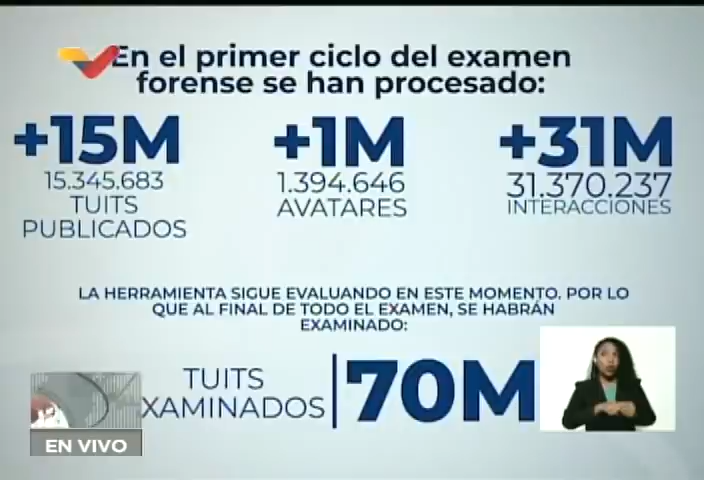 En el primer ciclo del examen
forense se han procesado:
+15M
15.345.683
TUITS
PUBLICADOS
+1M
1.394.646
AVATARES
+31M
31.370.237
INTERACCIONES
LA HERRAMIENTA SIGUE EVALUANDO EN ESTE MOMENTO. POR LO
QUE AL FINAL DE TODO EL EXAMEN, SE HABRÁN
EXAMINADO:
TUITS
XAMINADOS
70M
EN VIVO